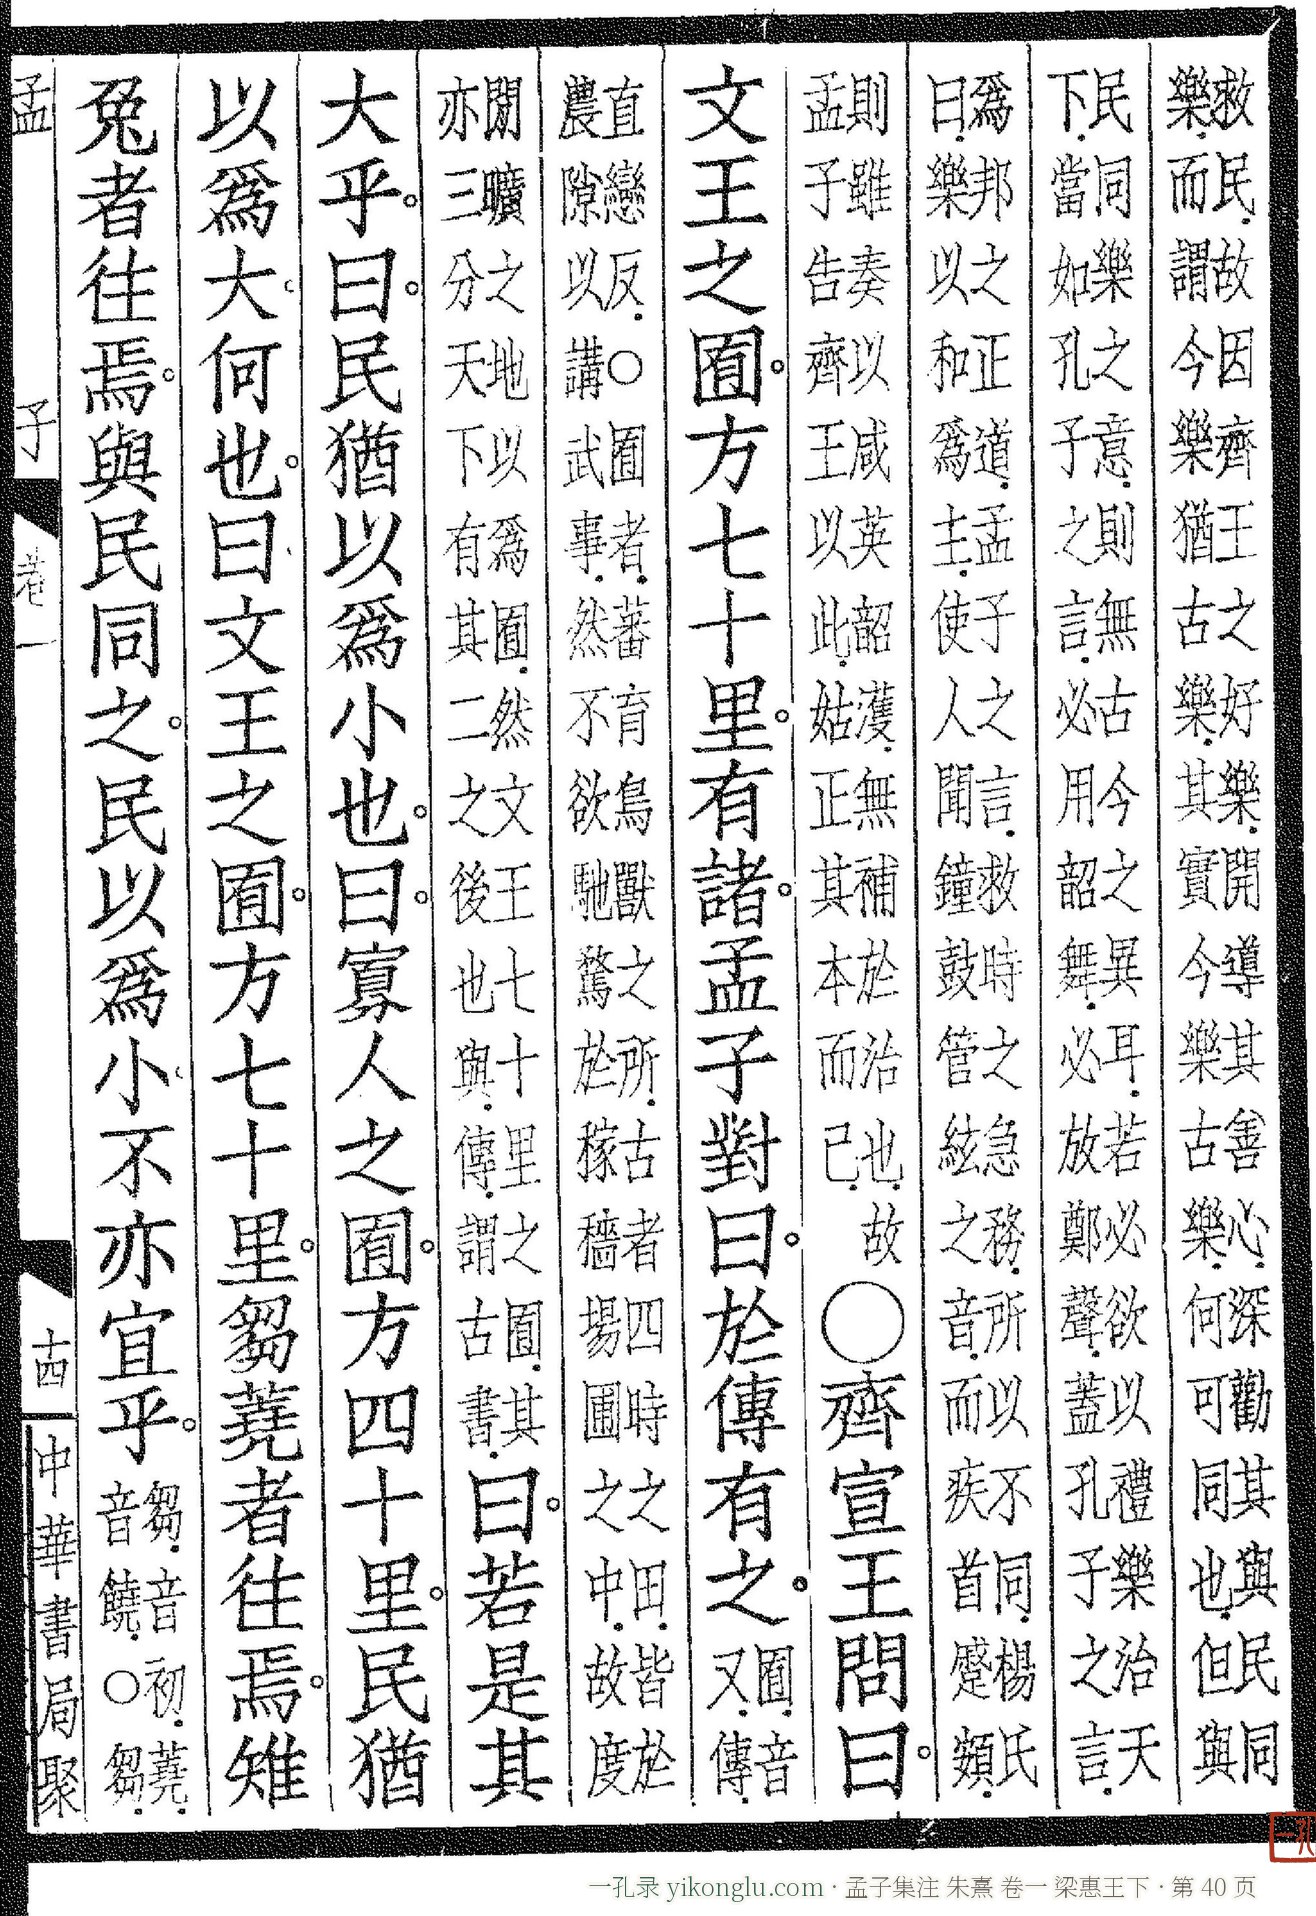 救民.故因齊王之好樂.開導其善心.深勸其與民同
樂.而謂今樂猶古樂.其實今樂古樂.何可同也.但與
民同樂之意.則無古今之異耳.若必欲以禮樂治天
下.當如孔子之言.必用韶舞.必放鄭聲.蓋孔子之言.
爲邦之正道.孟子之言.救時之急務.所以不同.楊氏
曰.樂以和爲主.使人聞鐘鼓管絃之音.而疾首蹙頞.
則雖奏以咸英韶濩.無補於治也.故
孟子告齊王以此.姑正其本而已.
○齊宣王問曰。
文王之囿。方七十里。有諸。孟子對曰。於傳有之。
囿.音
又.傳.
直戀反.○囿者.蕃育鳥獸之所.古者四時之田.皆於
農隙以講武事.然不欲馳騖於稼穡場圃之中.故度
閒曠之地以爲囿.然文王七十里之囿.其
亦三分天下有其二之後也與.傳.謂古書.
曰。若是其
大乎。曰。民猶以爲小也。曰。寡人之囿。方四十里。民猶
以爲大。何也。曰。文王之囿。方七十里。芻蕘者往焉。雉
兔者往焉。與民同之。民以爲小。不亦宜乎。
芻.音初.蕘.
音饒.○芻.
孟子 卷一
十四 中華書局聚
一孔
一孔录 yikonglu.com · 孟子集注 朱熹 卷一 梁惠王下 · 第 40 页